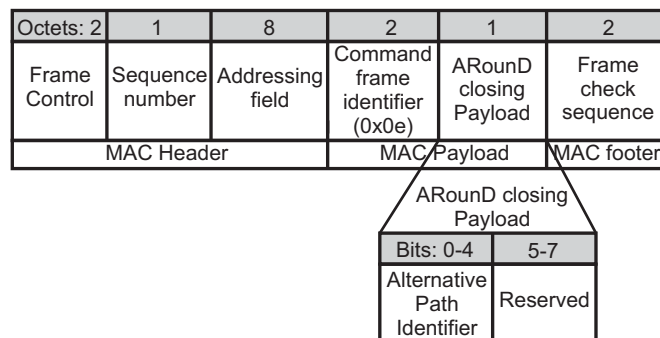 Octets: 2 1 8 2 1 2
Frame Control
Sequence number
Addressing field
Command frame identifier (0x0e)
ARounD closing Payload
Frame check sequence
MAC Header MAC Payload MAC footer
ARounD closing
Payload
Bits: 0-4 5-7
Alternative Path Identifier
Reserved